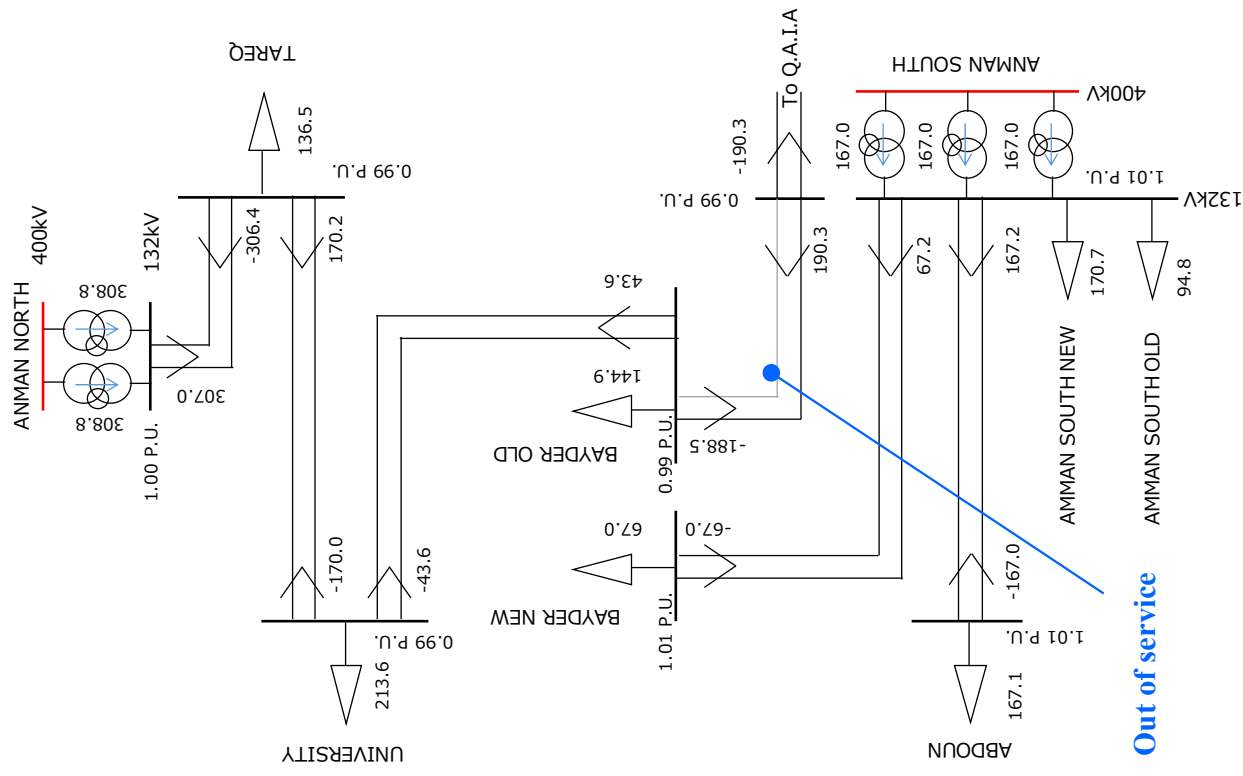 TAREQ
136.5
0.99 P.U.
-306.4
170.2
400kV
132kV
ANMAN NORTH
308.8
308.8
307.0
1.00 P.U.
-170.0
-43.6
0.99 P.U.
213.6
UNIVERSITY
43.6
144.9
BAYDER OLD
-188.5
0.99 P.U.
67.0
-67.0
BAYDER NEW
1.01 P.U.
To Q.A.I.A
-190.3
0.99 P.U.
190.3
ANMAN SOUTH
400kV
167.0
167.0
167.0
1.01 P.U.
132kV
67.2
167.2
170.7
94.8
AMMAN SOUTH NEW
AMMAN SOUTH OLD
-167.0
1.01 P.U.
167.1
ABDOUN
Out of service